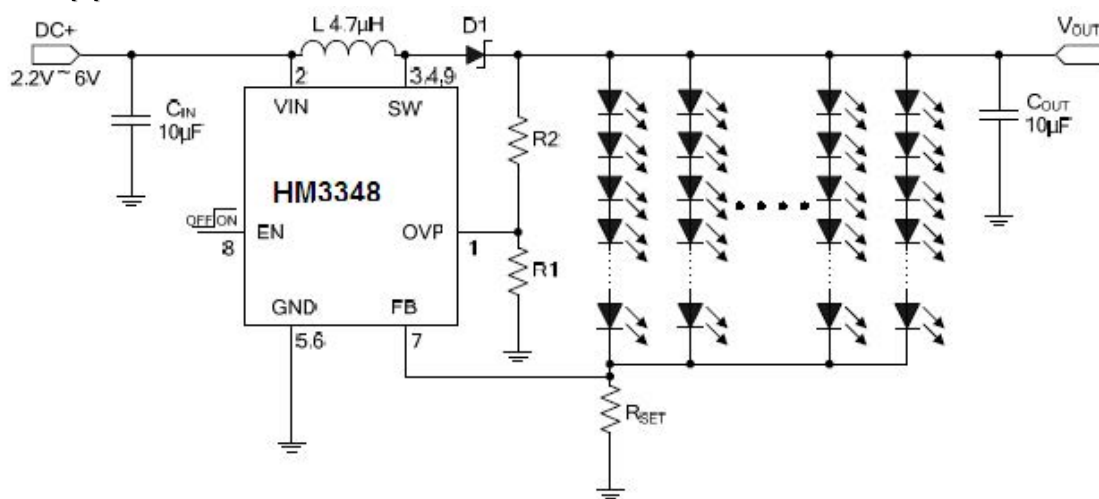 DC+
L 4.7µH
D1
VOUT
2.2V~6V
2
3,4,9
CIN
10µF
VIN
SW
R2
COUT
10µF
HM3348
OFF ON
EN
8
OVP
1
R1
GND
FB
5,6
7
RSET